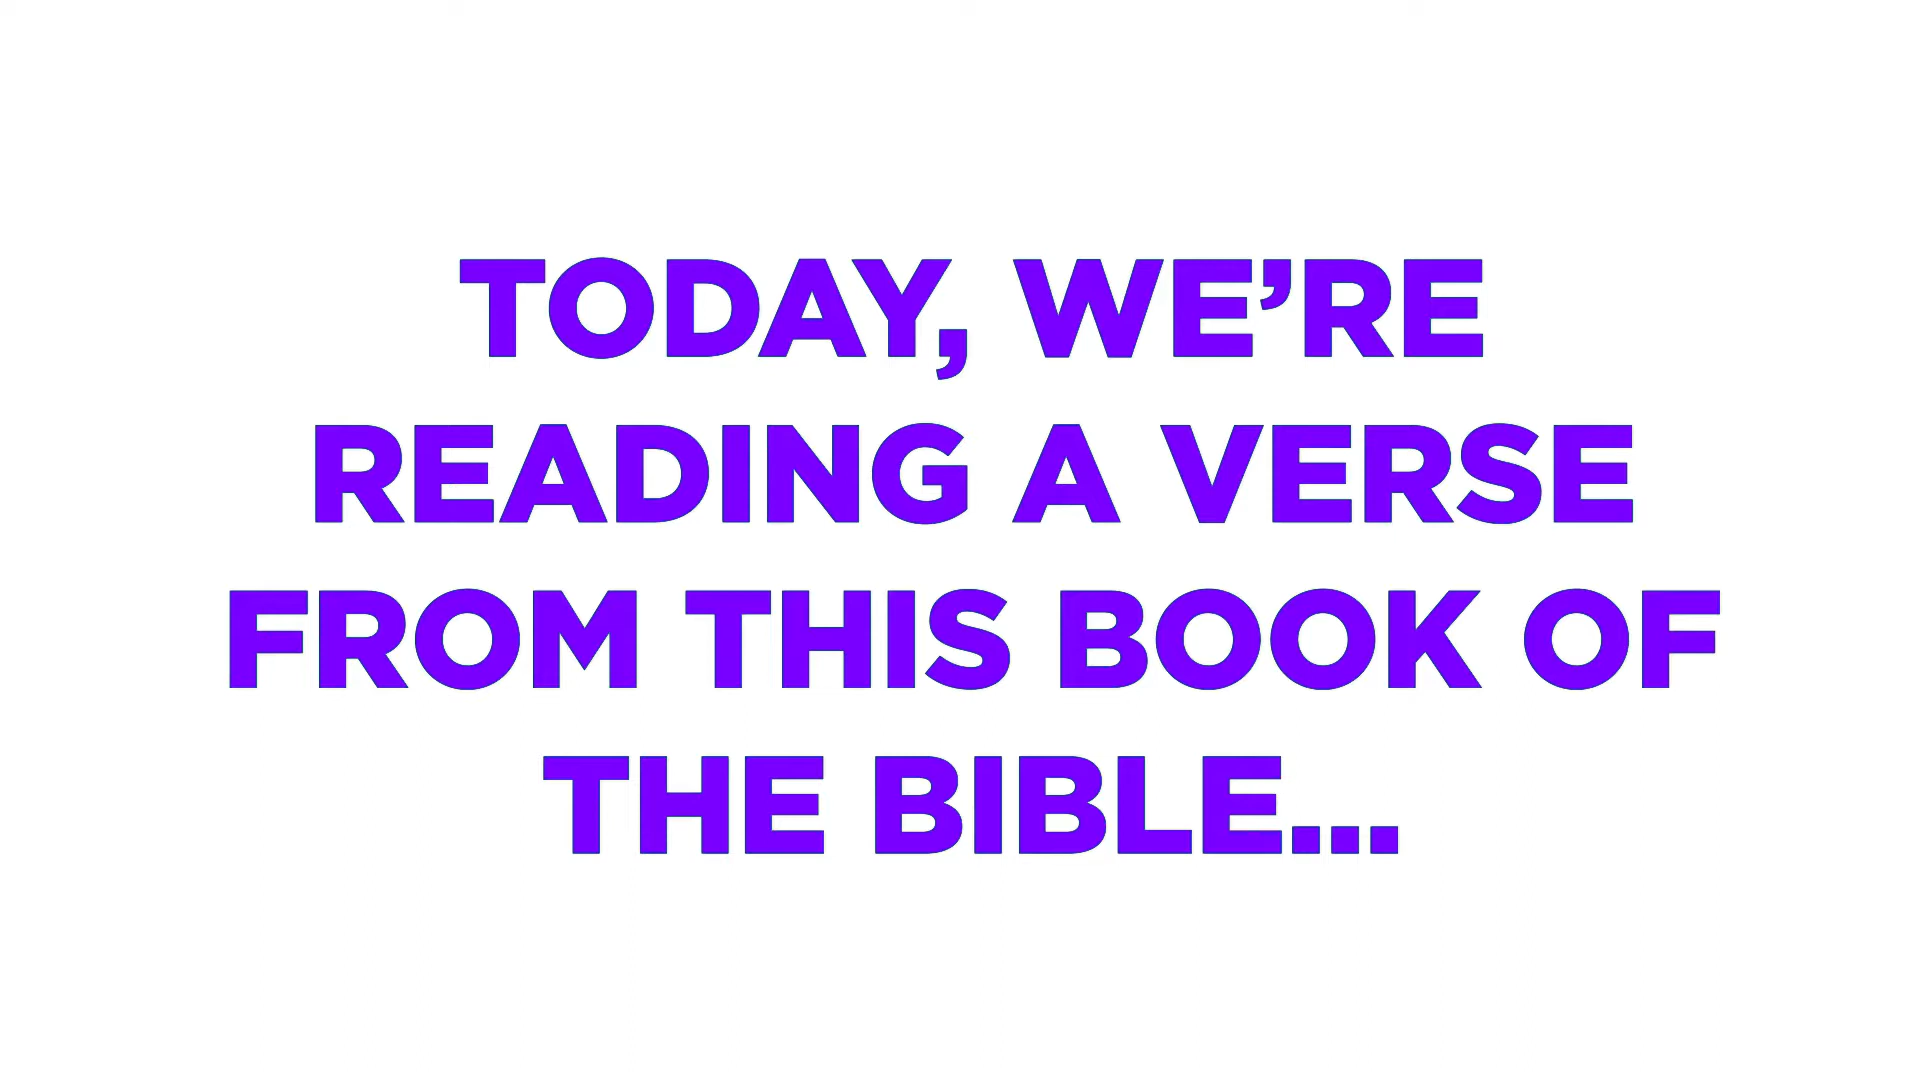 TODAY, WE’RE
READING A VERSE
FROM THIS BOOK OF
THE BIBLE...